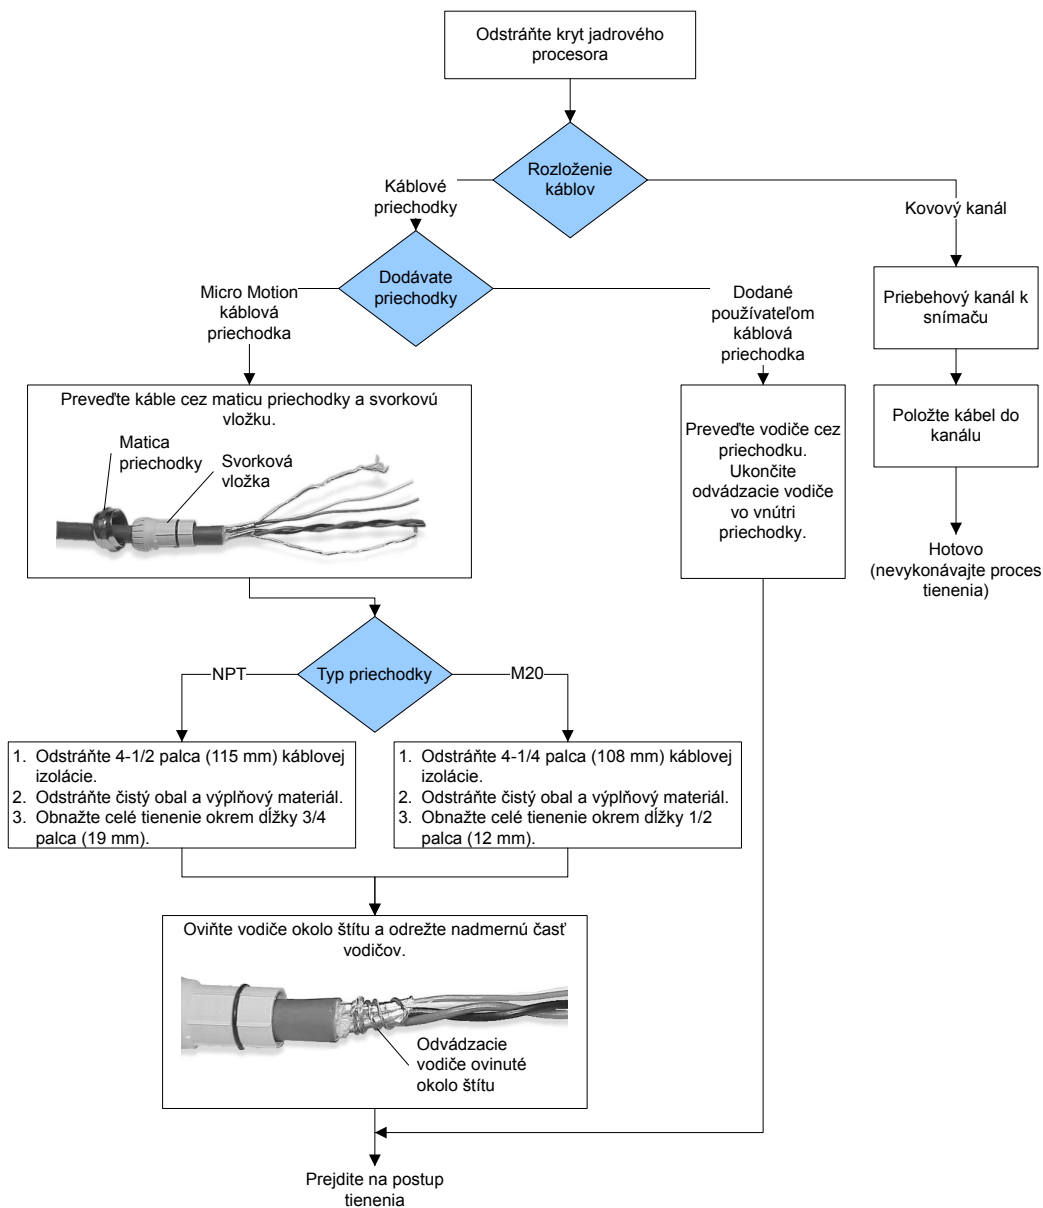 Odstráňte kryt jadrového
procesora
Rozloženie
káblov
Káblové
priechodky
Kovový kanál
Dodávate
priechodky
Micro Motion
káblová
priechodka
Dodané
používateľom
káblová
priechodka
Priebehový kanál k
snímaču
Položte kábel do
kanálu
Hotovo
(nevykonávajte proces
tienenia)
Preveďte káble cez maticu priechodky a svorkovú
vložku.
Matica
priechodky
Svorková
vložka
Preveďte vodiče cez
priechodku.
Ukončite
odvádzacie vodiče
vo vnútri
priechodky.
Typ priechodky
NPT
M20
1. Odstráňte 4-1/2 palca (115 mm) káblovej
izolácie.
2. Odstráňte čistý obal a výplňový materiál.
3. Obnažte celé tienenie okrem dĺžky 3/4
palca (19 mm).
1. Odstráňte 4-1/4 palca (108 mm) káblovej
izolácie.
2. Odstráňte čistý obal a výplňový materiál.
3. Obnažte celé tienenie okrem dĺžky 1/2
palca (12 mm).
Oviňte vodiče okolo štítu a odrežte nadmernú časť
vodičov.
Odvádzacie
vodiče ovinuté
okolo štítu
Prejdite na postup
tienenia